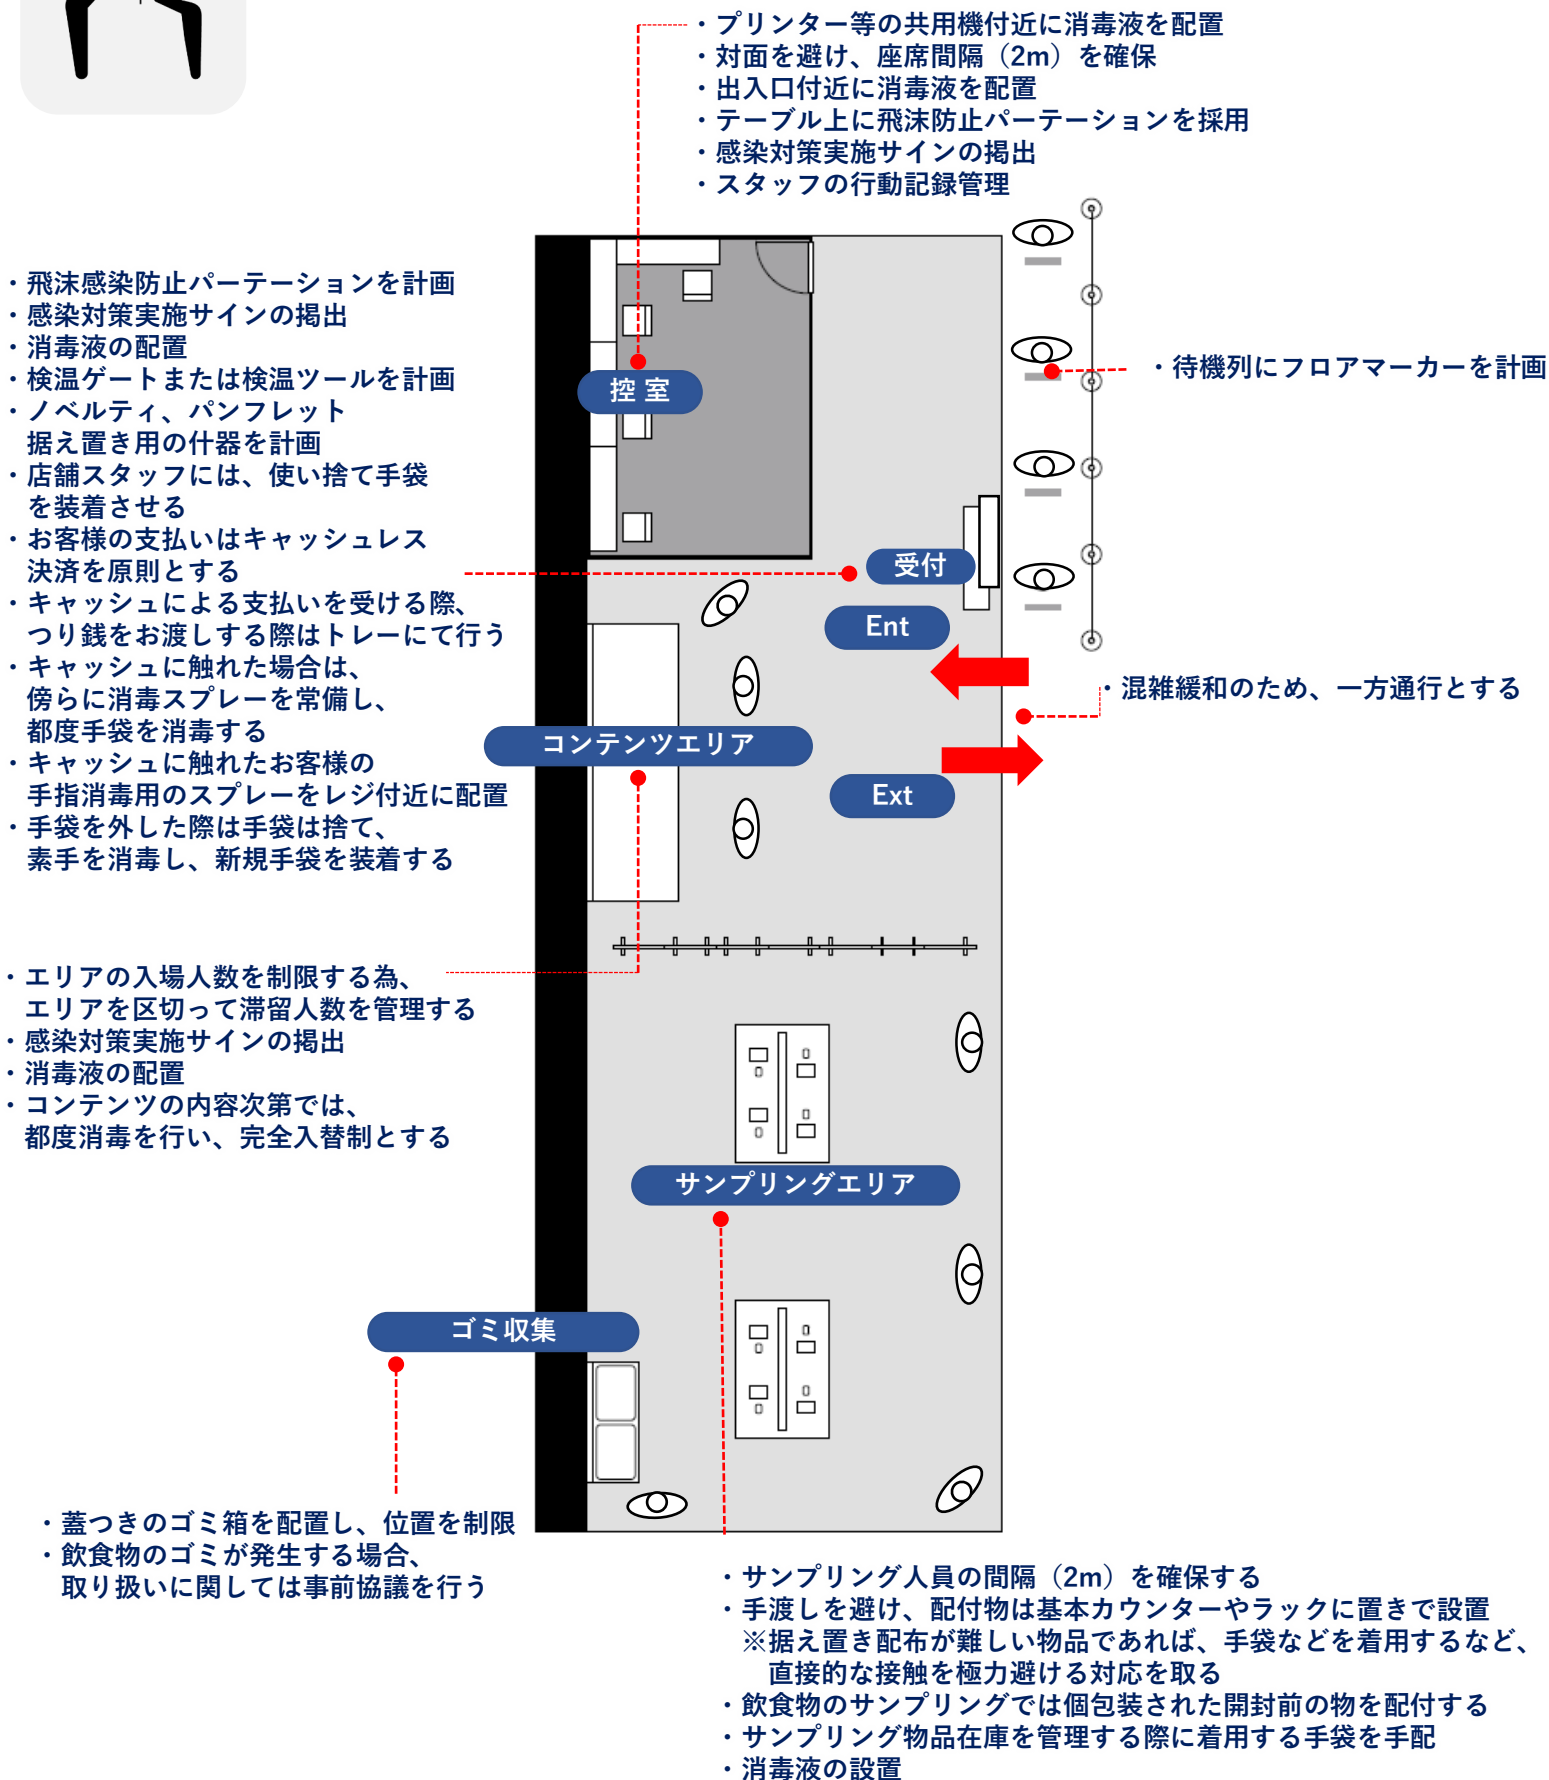 ・プリンター等の共用機付近に消毒液を配置
・対面を避け、座席間隔（2m）を確保
・出入口付近に消毒液を配置
・テーブル上に飛沫防止パーテーションを採用
・感染対策実施サインの掲出
・スタッフの行動記録管理
・飛沫感染防止パーテーションを計画
・感染対策実施サインの掲出
・消毒液の配置
・検温ゲートまたは検温ツールを計画
・ノベルティ、パンフレット
据え置き用の什器を計画
・店舗スタッフには、使い捨て手袋
を装着させる
・お客様の支払いはキャッシュレス
決済を原則とする
・キャッシュによる支払いを受ける際、
つり銭をお渡しする際はトレーにて行う
・キャッシュに触れた場合は、
傍らに消毒スプレーを常備し、
都度手袋を消毒する
・キャッシュに触れたお客様の
手指消毒用のスプレーをレジ付近に配置
・手袋を外した際は手袋は捨て、
素手を消毒し、新規手袋を装着する
控室
・待機列にフロアマーカーを計画
受付
Ent
・混雑緩和のため、一方通行とする
コンテンツエリア
Ext
・エリアの入場人数を制限する為、
エリアを区切って滞留人数を管理する
・感染対策実施サインの掲出
・消毒液の配置
・コンテンツの内容次第では、
都度消毒を行い、完全入替制とする
サンプリングエリア
ゴミ収集
・蓋つきのゴミ箱を配置し、位置を制限
・飲食物のゴミが発生する場合、
取り扱いに関しては事前協議を行う
・サンプリング人員の間隔（2m）を確保する
・手渡しを避け、配付物は基本カウンターやラックに置きで設置
※据え置き配布が難しい物品であれば、手袋などを着用するなど、
直接的な接触を極力避ける対応を取る
・飲食物のサンプリングでは個包装された開封前の物を配付する
・サンプリング物品在庫を管理する際に着用する手袋を手配
・消毒液の設置